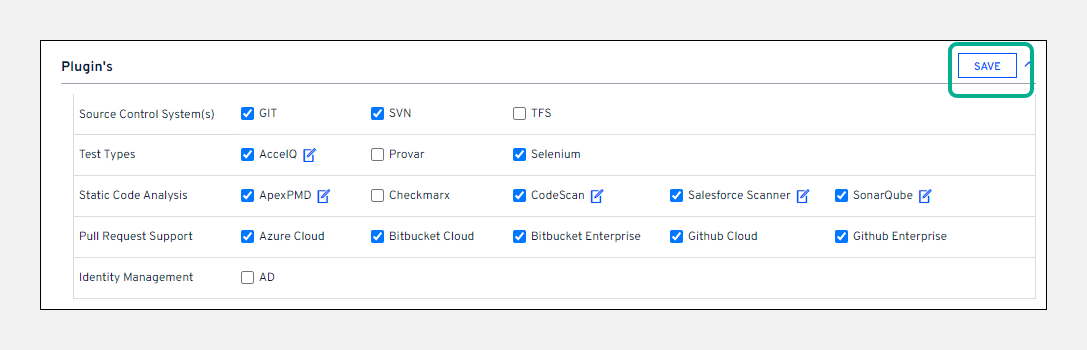 Plugin's SAVE
Source Control System(s) GIT SVN TFS
Test Types AccelQ Provar Selenium
Static Code Analysis ApexPMD Checkmarx CodeScan Salesforce Scanner SonarQube
Pull Request Support Azure Cloud Bitbucket Cloud Bitbucket Enterprise Github Cloud Github Enterprise
Identity Management AD